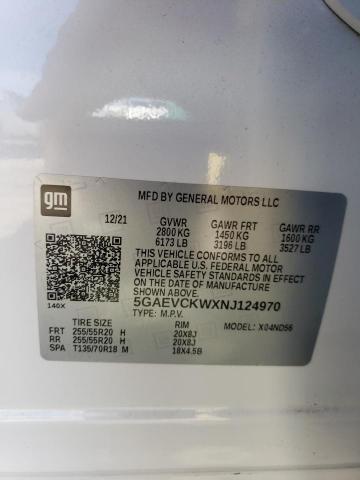 gm
MFD BY GENERAL MOTORS LLC
12/21 GVWR GAWR FRT GAWR RR
2800 KG 1450 KG 1600 KG
6173 LB 3196 LB 3527 LB
THIS VEHICLE CONFORMS TO ALL
APPLICABLE U.S. FEDERAL MOTOR
VEHICLE SAFETY STANDARDS IN
EFFECT ON THE DATE OF
MANUFACTURE SHOWN ABOVE.
140X
5GAEVCKWXNJ124970
TYPE: M.P.V. MODEL: X04ND56
TIRE SIZE RIM
FRT 255/55R20 H 20X8J
RR 255/55R20 H 20X8J
SPA T135/70R18 M 18X4.5B